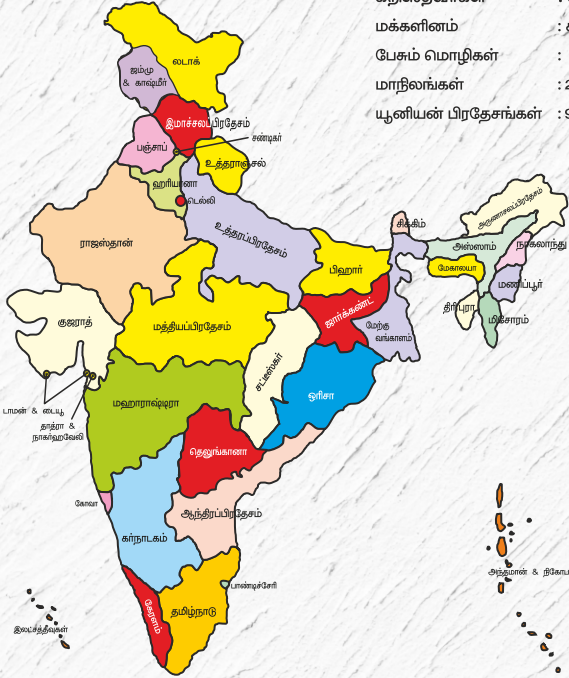 மக்களினம் :
பேசும் மொழிகள் :
மாநிலங்கள் : 2
யூனியன் பிரதேசங்கள் : 9
லடாக்
ஜம்மு
& காஷ்மீர்
இமாச்சலப்பிரதேசம்
சண்டிகர்
பஞ்சாப்
உத்தராஞ்சல்
ஹரியானா
டெல்லி
உத்தரப்பிரதேசம்
ராஜஸ்தான்
சிக்கிம்
அருணாசலப்பிரதேசம்
அஸ்ஸாம்
நாகலாந்து
பிஹார்
மேகாலயா
மணிப்பூர்
திரிபுரா
மிசோரம்
குஜராத்
மத்தியப்பிரதேசம்
ஜார்க்கண்ட்
மேற்கு
வங்காளம்
சட்டீஸ்கர்
ஒரிசா
மஹாராஷ்டிரா
டாமன் & டையூ
தாத்ரா &
நாகர்ஹவேலி
தெலுங்கானா
கோவா
ஆந்திரப்பிரதேசம்
கர்நாடகம்
அந்தமான் & நிகோப
பாண்டிச்சேரி
தமிழ்நாடு
கேரளம்
இலட்சத்தீவுகள்